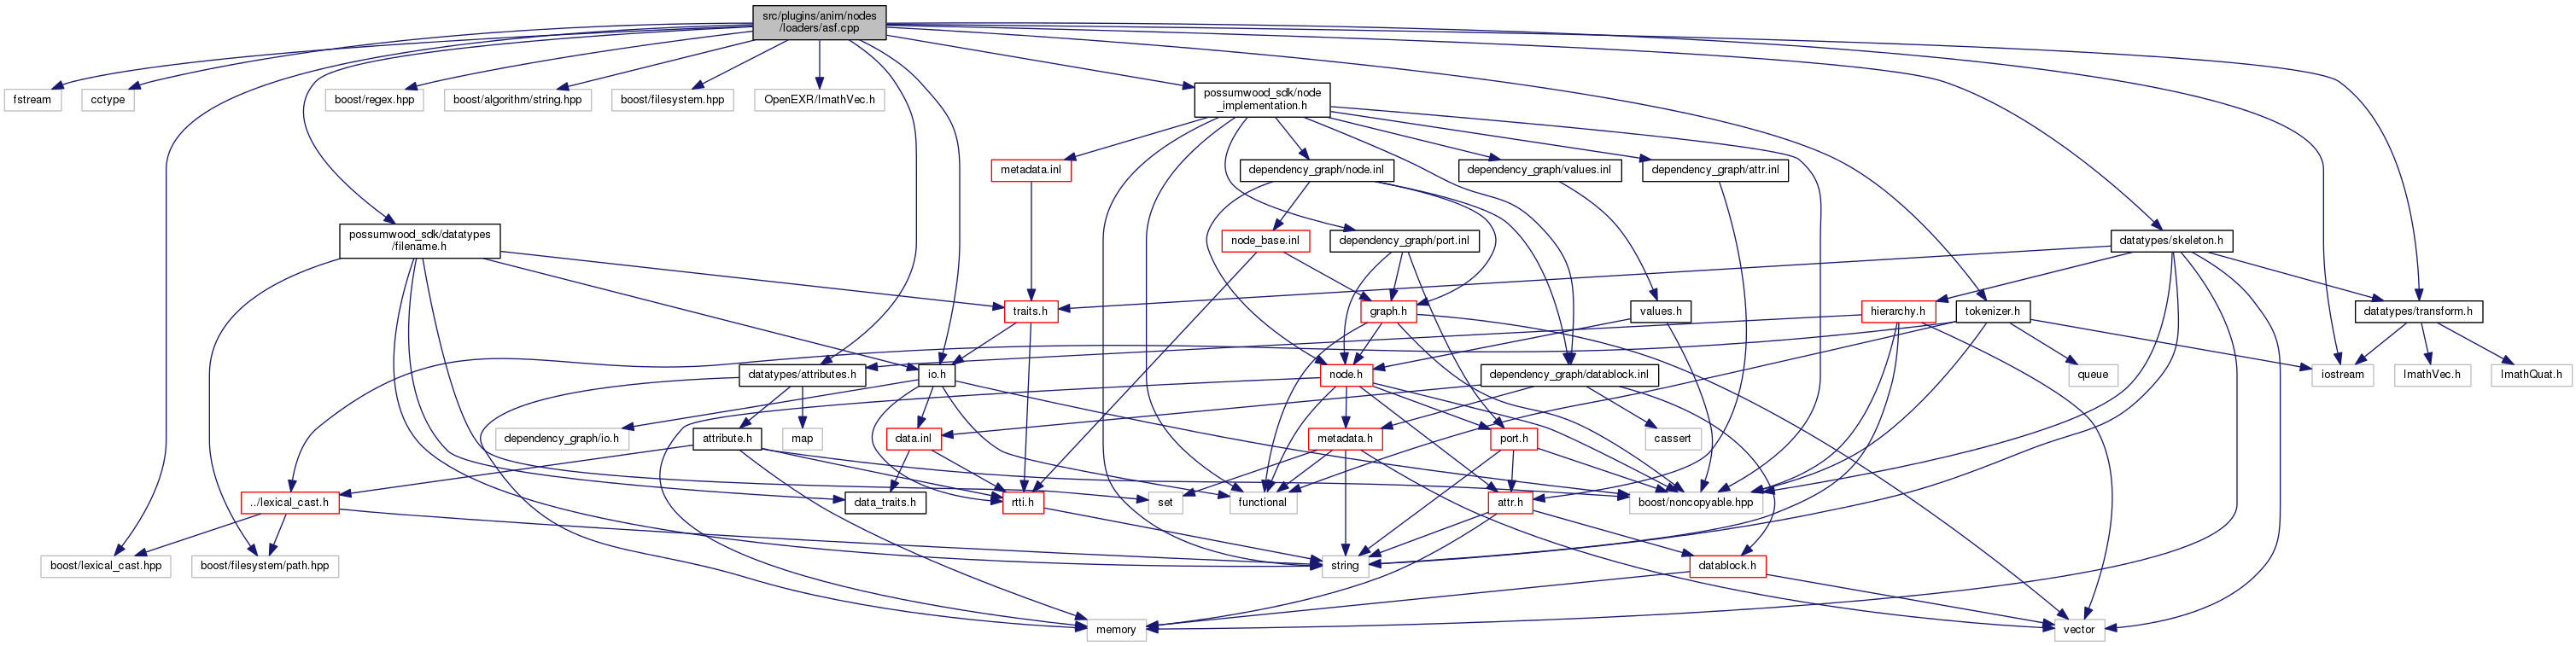 src/plugins/anim/nodes
/loaders/asf.cpp
fstream
cctype
boost/regex.hpp
boost/algorithm/string.hpp
boost/filesystem.hpp
OpenEXR/ImathVec.h
possumwood_sdk/node
_implementation.h
metadata.inl
dependency_graph/node.inl
dependency_graph/values.inl
dependency_graph/attr.inl
possumwood_sdk/datatypes
/filename.h
node_base.inl
dependency_graph/port.inl
datatypes/skeleton.h
traits.h
graph.h
values.h
hierarchy.h
tokenizer.h
datatypes/transform.h
datatypes/attributes.h
io.h
node.h
dependency_graph/datablock.inl
queue
iostream
ImathVec.h
ImathQuat.h
dependency_graph/io.h
attribute.h
map
data.inl
metadata.h
port.h
cassert
../lexical_cast.h
data_traits.h
rtti.h
set
functional
attr.h
boost/noncopyable.hpp
boost/lexical_cast.hpp
boost/filesystem/path.hpp
string
datablock.h
memory
vector